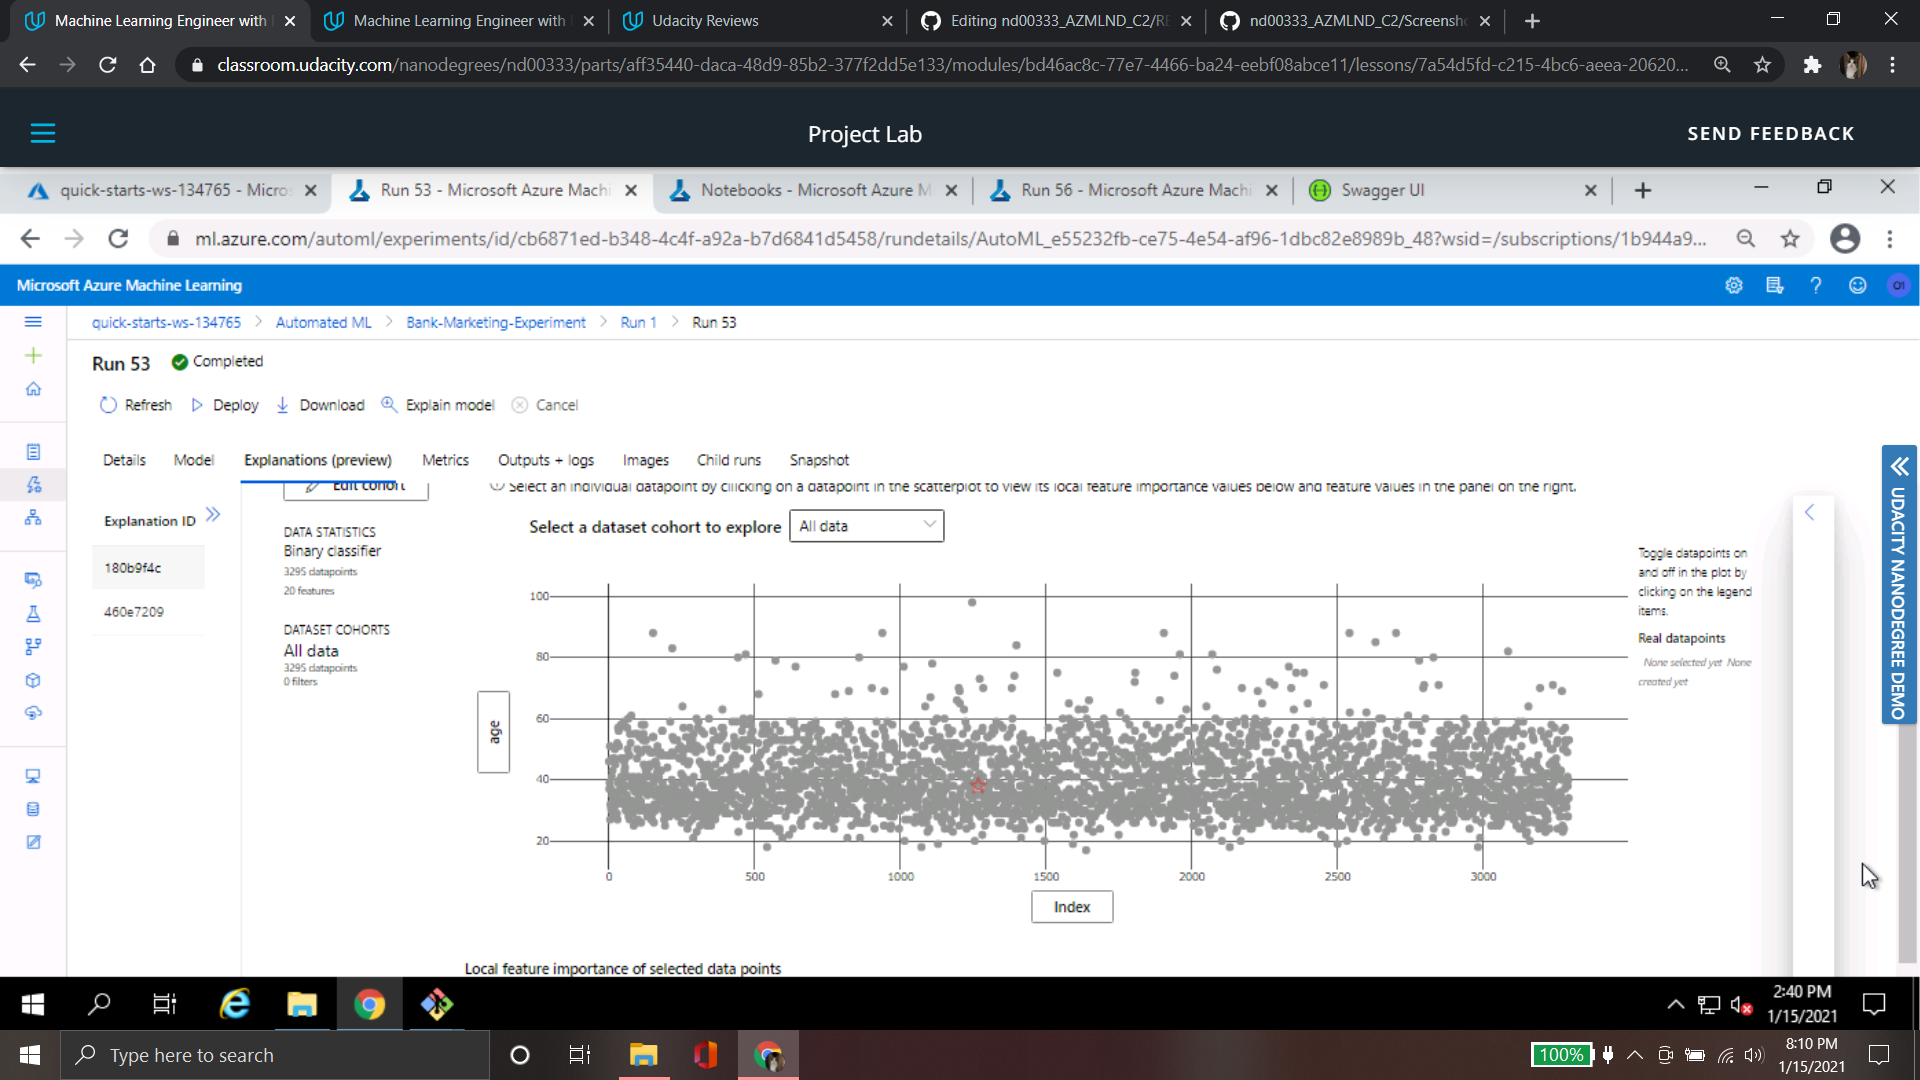 Machine Learning Engineer with
Machine Learning Engineer with
Udacity Reviews
Editing nd00333_AZMLND_C2/RE
nd00333_AZMLND_C2/Screensho
classroom.udacity.com/nanodegrees/nd00333/parts/aff35440-daca-48d9-85b2-377f2dd5e133/modules/bd46ac8c-77e7-4466-ba24-eebf08abce11/lessons/7a54d5fd-c215-4bc6-aeea-20620...
Project Lab
SEND FEEDBACK
quick-starts-ws-134765 - Micros
Run 53 - Microsoft Azure Machi
Notebooks - Microsoft Azure M
Run 56 - Microsoft Azure Machi
Swagger UI
ml.azure.com/automl/experiments/id/cb6871ed-b348-4c4f-a92a-b7d6841d5458/rundetails/AutoML_e55232fb-ce75-4e54-af96-1dbc82e8989b_48?wsid=/subscriptions/1b944a9...
Microsoft Azure Machine Learning
quick-starts-ws-134765 > Automated ML > Bank-Marketing-Experiment > Run 1 > Run 53
Run 53 Completed
Refresh Deploy Download Explain model Cancel
Details Model Explanations (preview) Metrics Outputs + logs Images Child runs Snapshot
Edit cohort
Select an individual datapoint by clicking on a datapoint in the scatterplot to view its local feature importance values below and feature values in the panel on the right.
Explanation ID
180b9f4c
460e7209
DATA STATISTICS
Binary classifier
3295 datapoints
20 features
DATASET COHORTS
All data
3295 datapoints
0 filters
Select a dataset cohort to explore All data
100
80
60
40
20
age
0 500 1000 1500 2000 2500 3000
Index
Toggle datapoints on
and off in the plot by
clicking on the legend
items.
Real datapoints
None selected yet None
created yet
UDACITY NANODEGREE DEMO
Local feature importance of selected data points
2:40 PM
1/15/2021
Type here to search
100%
8:10 PM
1/15/2021